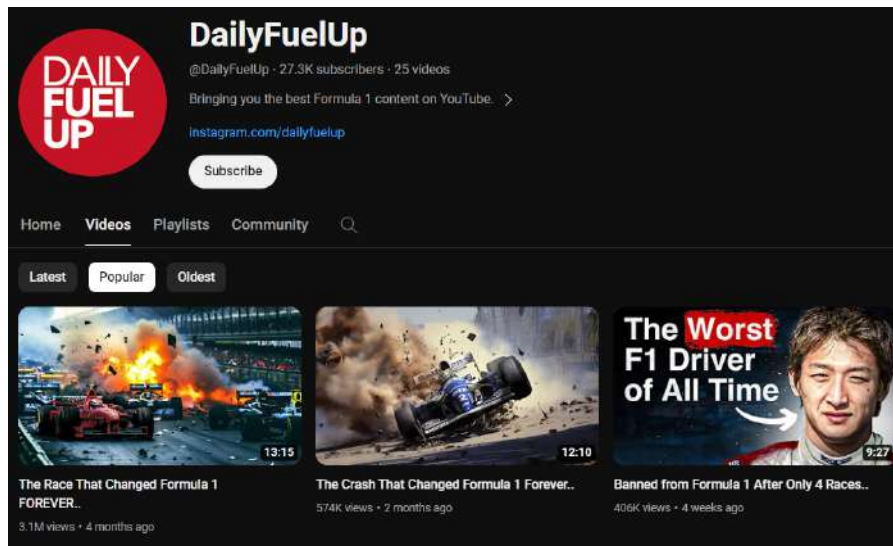 DAILY
FUEL
UP
DailyFuelUp
@DailyFuelUp · 27.3K subscribers · 25 videos
Bringing you the best Formula 1 content on YouTube. >
instagram.com/dailyfuelup
Subscribe
Home Videos Playlists Community
Latest Popular Oldest
13:15
12:10
The Worst
F1 Driver
of All Time
9:27
The Race That Changed Formula 1
FOREVER..
3.1M views • 4 months ago
The Crash That Changed Formula 1 Forever..
574K views • 2 months ago
Banned from Formula 1 After Only 4 Races..
406K views • 4 weeks ago